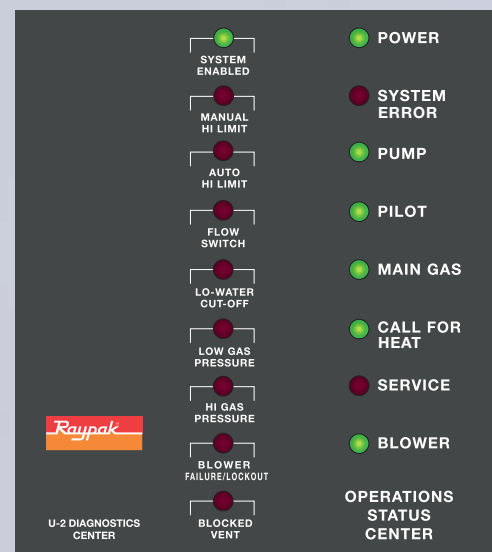 SYSTEM
ENABLED
MANUAL
HI LIMIT
AUTO
HI LIMIT
FLOW
SWITCH
LO-WATER
CUT-OFF
LOW GAS
PRESSURE
HI GAS
PRESSURE
BLOWER
FAILURE/LOCKOUT
BLOCKED
VENT
POWER
SYSTEM
ERROR
PUMP
PILOT
MAIN GAS
CALL FOR
HEAT
SERVICE
BLOWER
OPERATIONS
STATUS
CENTER
Raypak
U-2 DIAGNOSTICS
CENTER